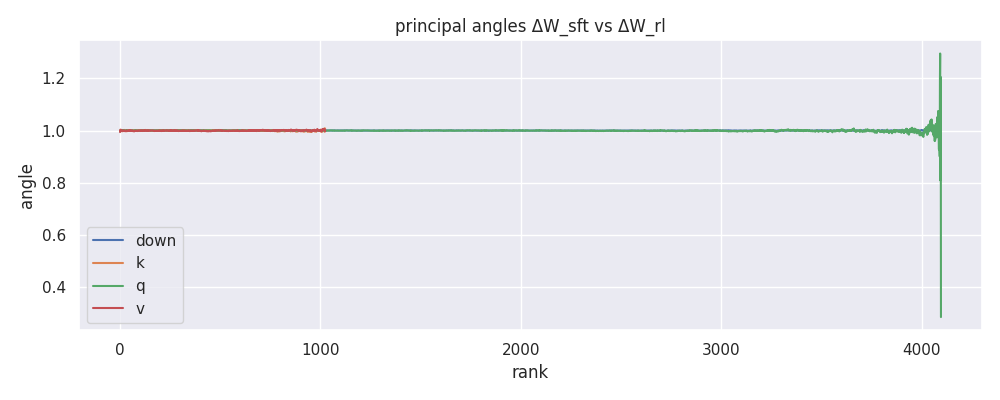 principal angles ΔW_sft vs ΔW_rl
1.2
1.0
0.8
0.6
0.4
angle
down
k
q
v
0
1000
2000
3000
4000
rank